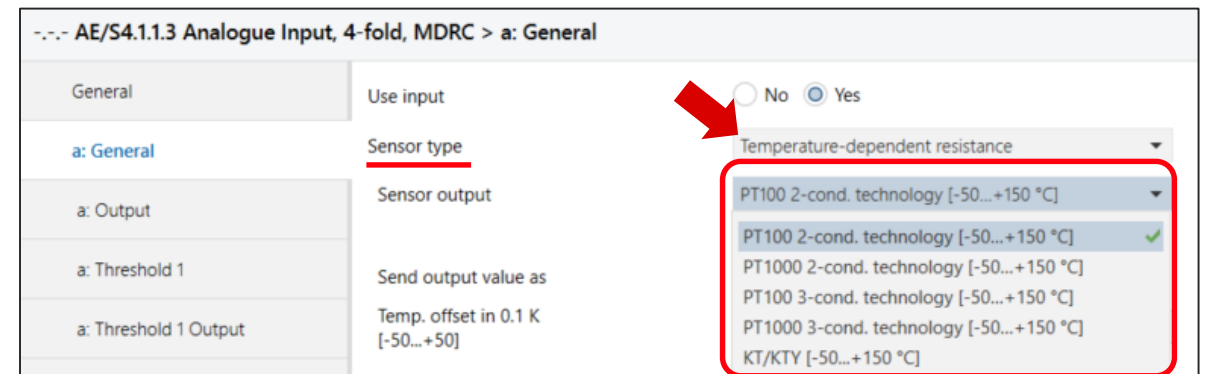 -.-.- AE/S4.1.1.3 Analogue Input, 4-fold, MDRC > a: General
General
Use input
No
Yes
a: General
Sensor type
Temperature-dependent resistance
Sensor output
PT100 2-cond. technology [-50...+150 °C]
a: Output
PT100 2-cond. technology [-50...+150 °C]
a: Threshold 1
Send output value as
PT1000 2-cond. technology [-50...+150 °C]
PT100 3-cond. technology [-50...+150 °C]
a: Threshold 1 Output
Temp. offset in 0.1 K
[-50...+50]
PT1000 3-cond. technology [-50...+150 °C]
KT/KTY [-50...+150 °C]